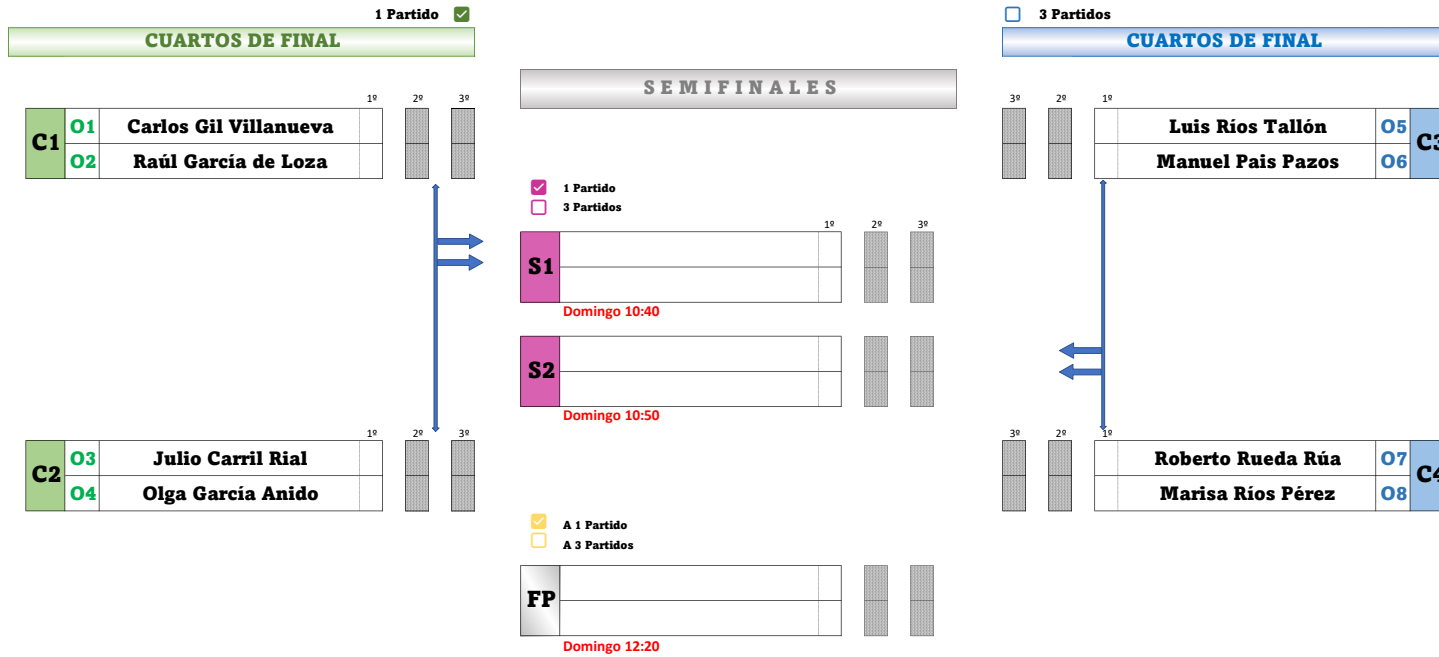 1 Partido
3 Partidos
CUARTOS DE FINAL
CUARTOS DE FINAL
SEMIFINALES
1º 2º 3º
3º 2º 1º
C1
O1 Carlos Gil Villanueva
O2 Raúl García de Loza
Luis Ríos Tallón O5
Manuel Pais Pazos O6
C3
1 Partido
3 Partidos
1º 2º 3º
S1
Domingo 10:40
S2
Domingo 10:50
1º 2º 3º
3º 2º 1º
C2
O3 Julio Carril Rial
O4 Olga García Anido
Roberto Rueda Rúa O7
Marisa Ríos Pérez O8
C4
A 1 Partido
A 3 Partidos
FP
Domingo 12:20